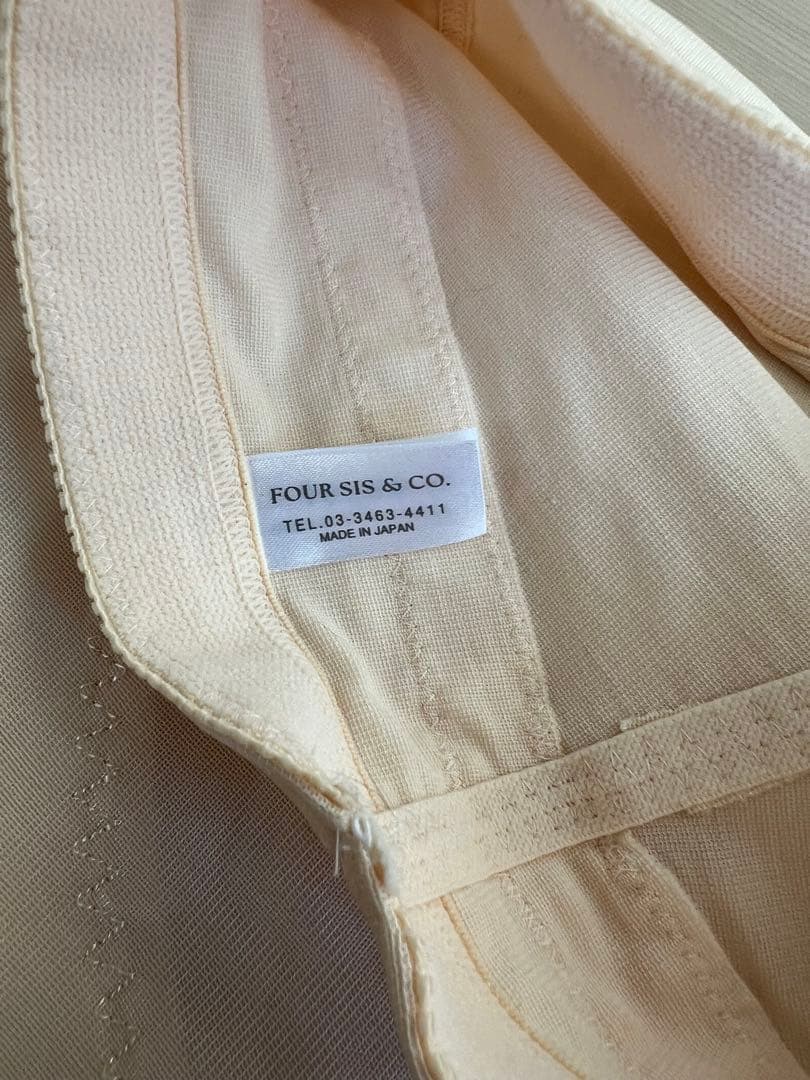 FOUR SIS & CO.
TEL.03-3463-4411
MADE IN JAPAN